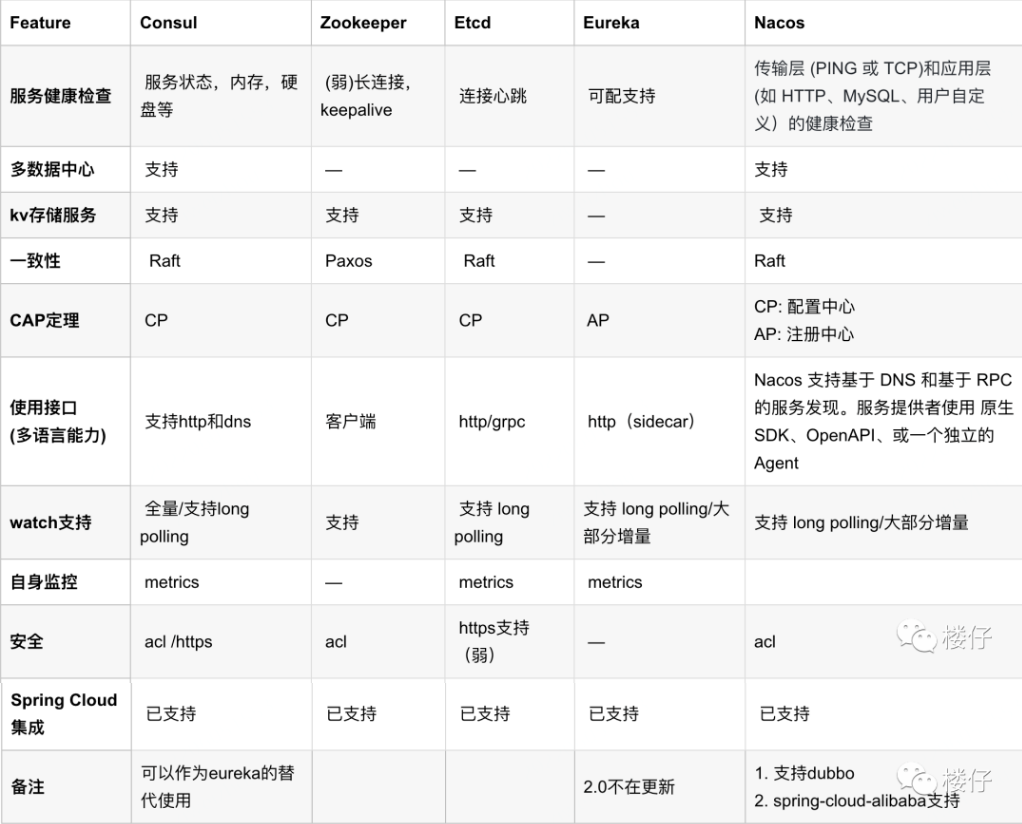 Feature Consul Zookeeper Etcd Eureka Nacos
服务健康检查
服务状态，内存，硬
盘等
(弱)长连接，
keepalive
连接心跳
可配支持
传输层 (PING 或 TCP)和应用层
(如 HTTP、MySQL、用户自定
义）的健康检查
多数据中心 支持 — — — 支持
kv存储服务 支持 支持 支持 — 支持
一致性 Raft Paxos Raft — Raft
CAP定理 CP CP CP AP
CP: 配置中心
AP: 注册中心
使用接口
(多语言能力)
支持http和dns
客户端
http/grpc
http（sidecar）
Nacos 支持基于 DNS 和基于 RPC
的服务发现。服务提供者使用 原生
SDK、OpenAPI、或一个独立的
Agent
watch支持
全量/支持long
polling
支持
支持 long
polling
支持 long polling/大
部分增量
支持 long polling/大部分增量
自身监控 metrics — metrics metrics
安全
acl /https
acl
https支持
（弱）
—
acl
楼仔
Spring Cloud
集成
已支持 已支持 已支持 已支持 已支持
备注
可以作为eureka的替
代使用
2.0不在更新
1. 支持dubbo
2. spring-cloud-alibaba支持
楼仔